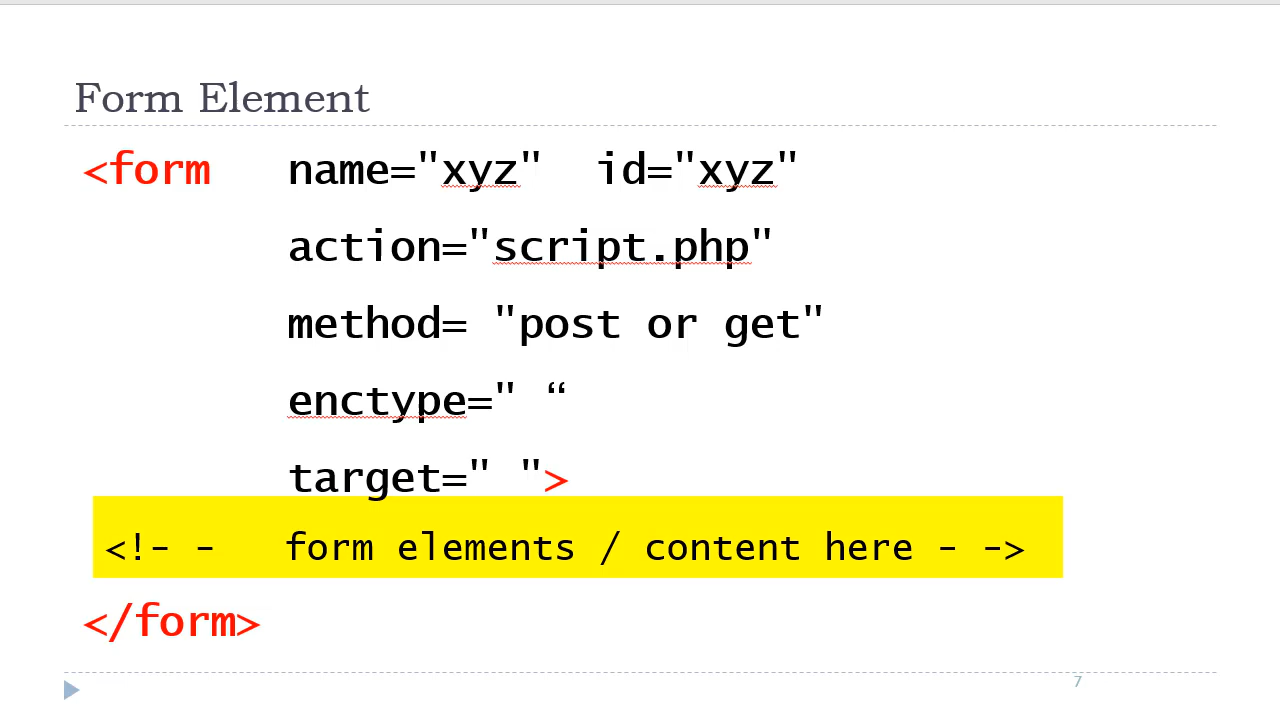 Form Element
<form name="xyz" id="xyz"
action="script.php"
method= "post or get"
enctype=" “
target=" ">
<!- - form elements / content here - ->
</form>
7